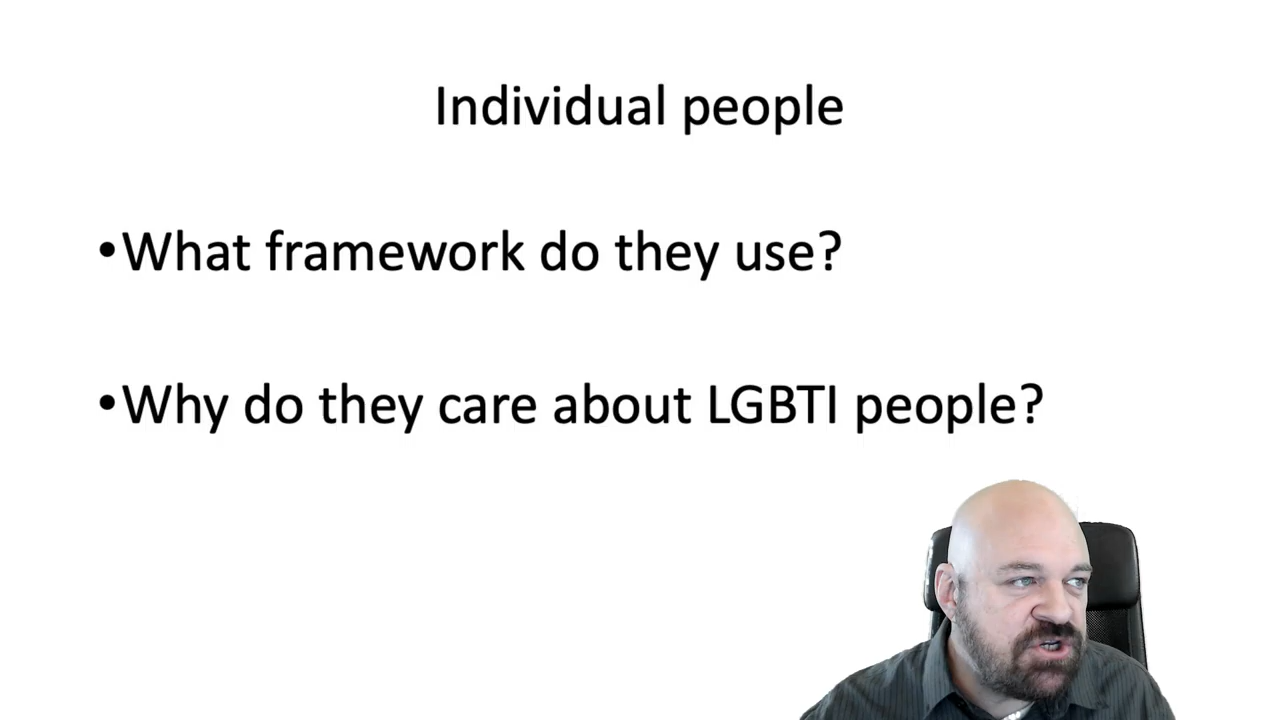 Individual people
•What framework do they use?
•Why do they care about LGBTI people?